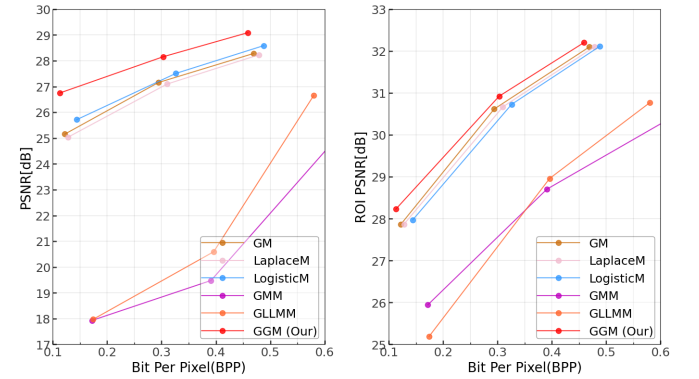 30
29
28
27
26
25
24
23
22
21
20
19
18
17
PSNR[dB]
GM
LaplaceM
LogisticM
GMM
GLLMM
GGM (Our)
0.1 0.2 0.3 0.4 0.5 0.6
Bit Per Pixel(BPP)
33
32
31
30
29
28
27
26
25
ROI PSNR[dB]
GM
LaplaceM
LogisticM
GMM
GLLMM
GGM (Our)
0.1 0.2 0.3 0.4 0.5 0.6
Bit Per Pixel(BPP)